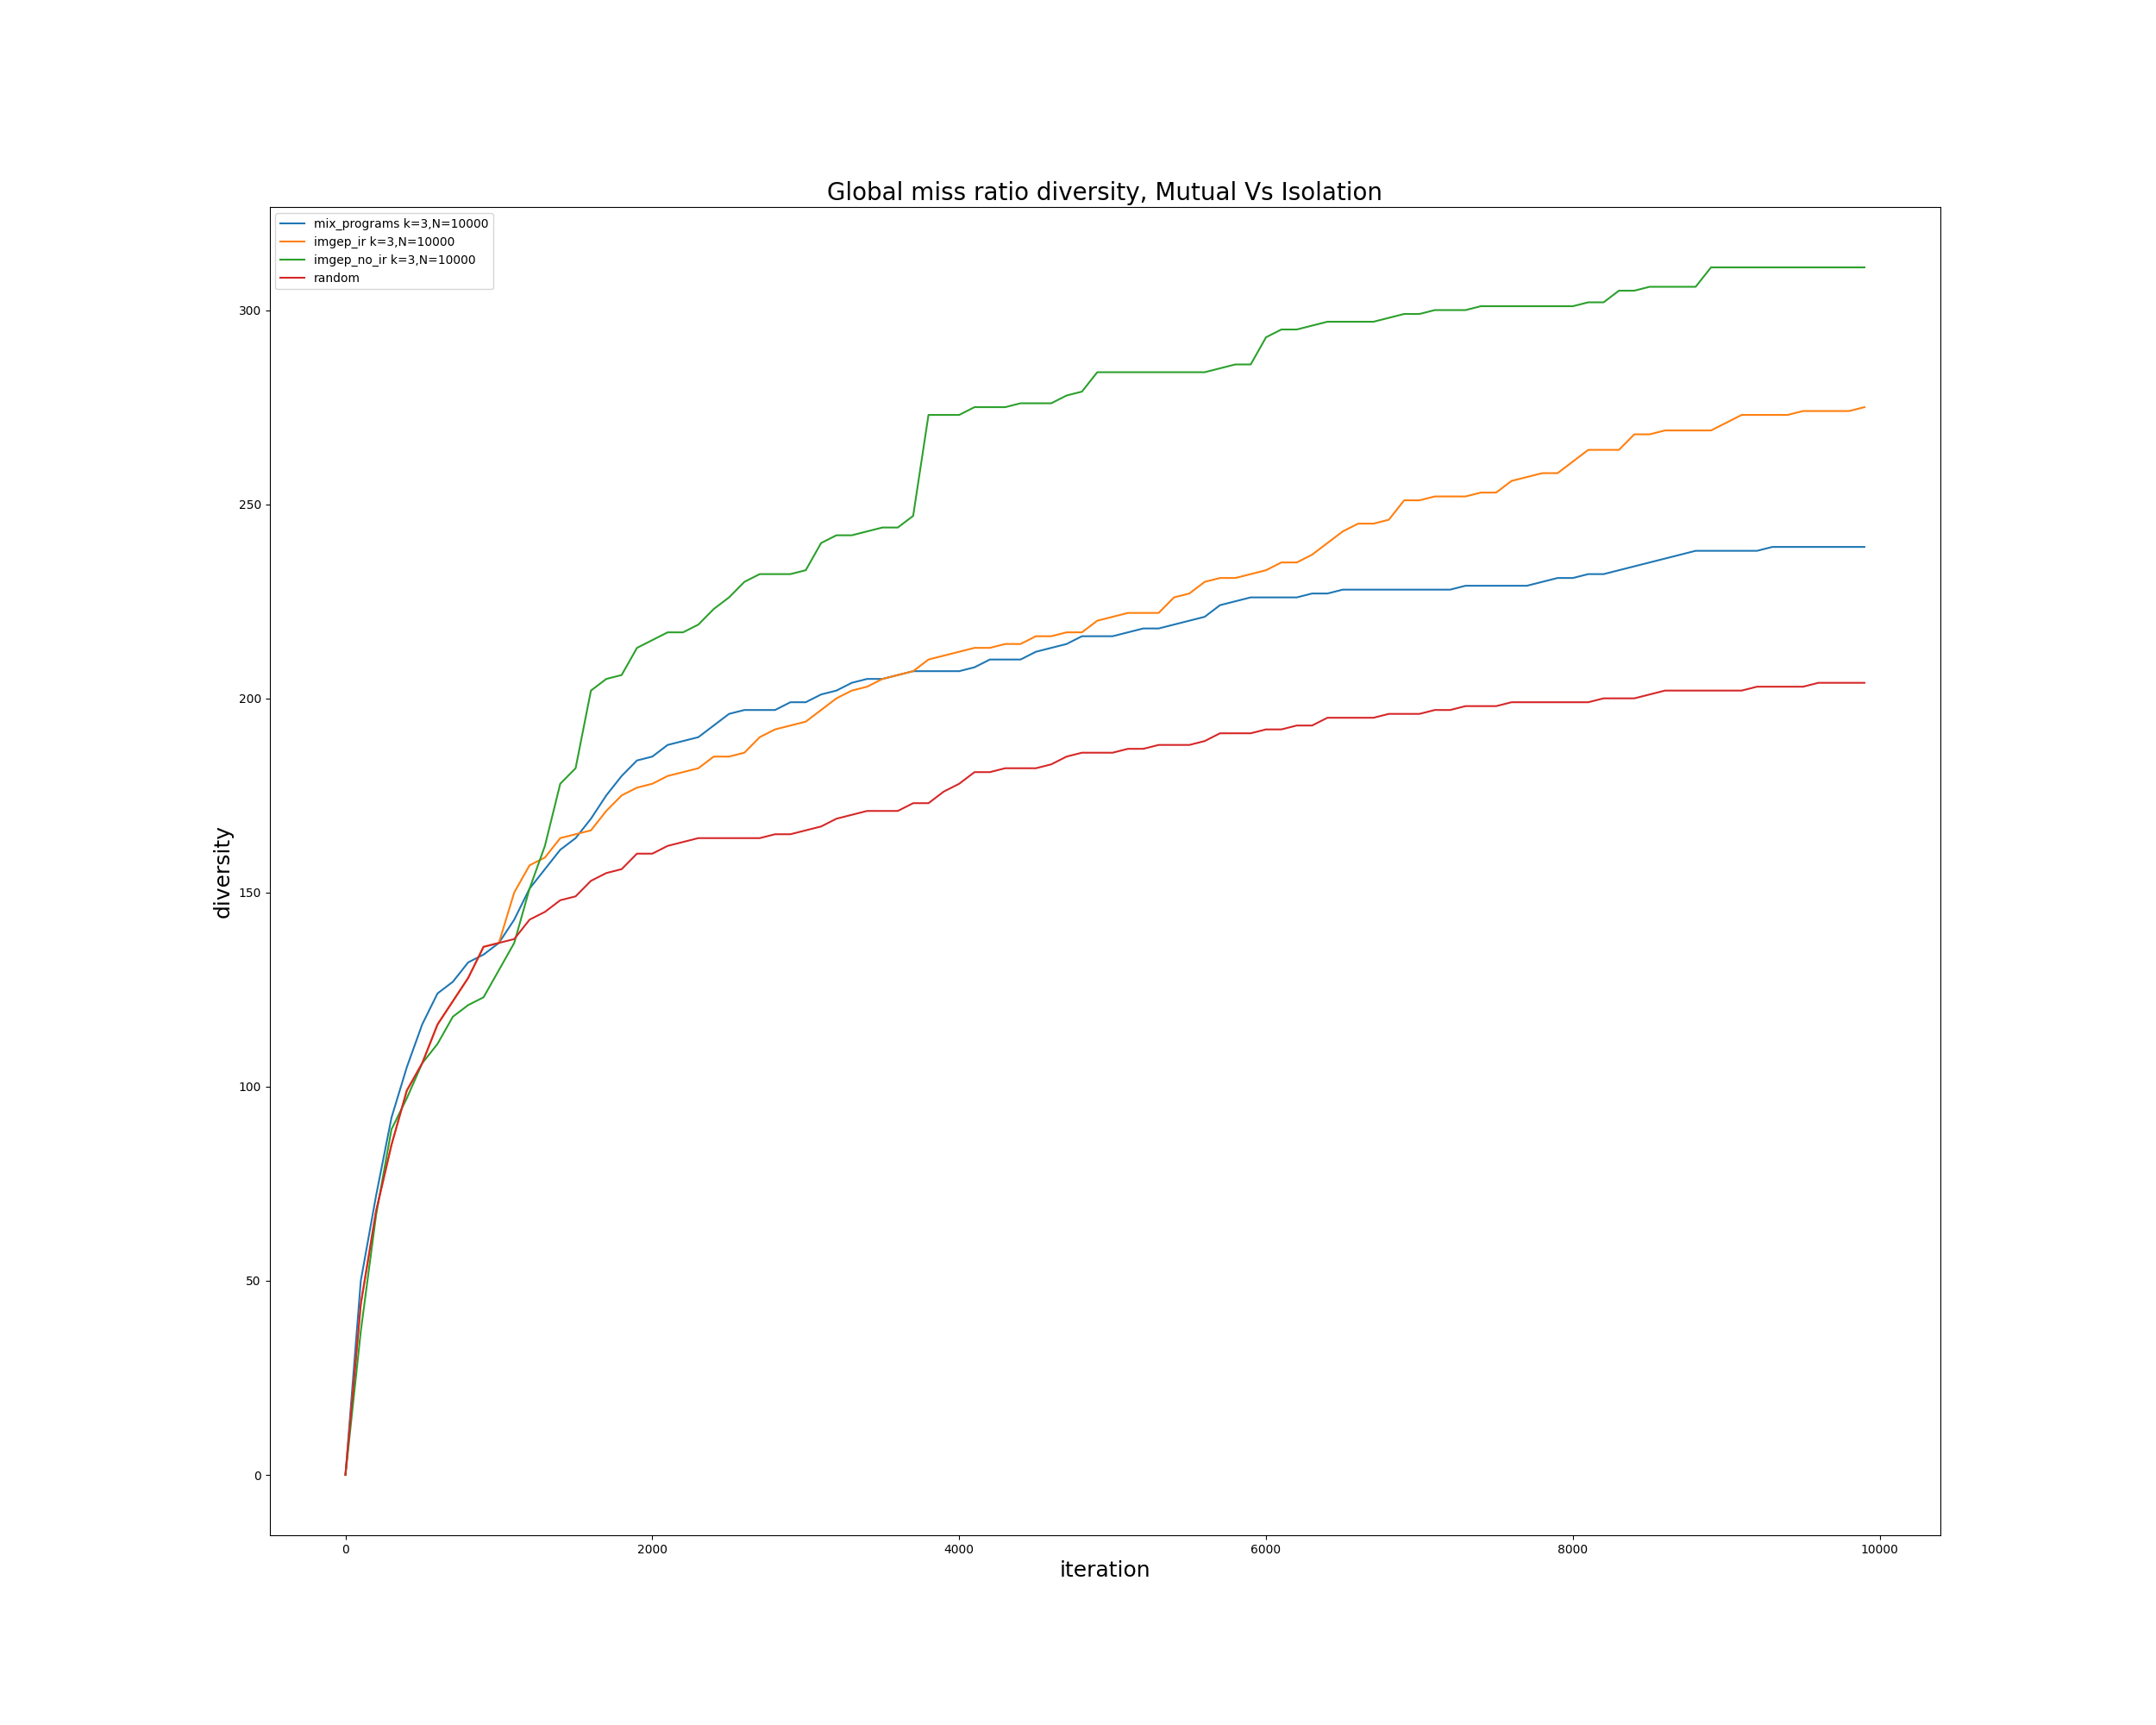 Global miss ratio diversity, Mutual Vs Isolation
mix_programs k=3,N=10000
imgep_ir k=3,N=10000
imgep_no_ir k=3,N=10000
random
300
250
200
150
100
50
0
diversity
0 2000 4000 6000 8000 10000
iteration